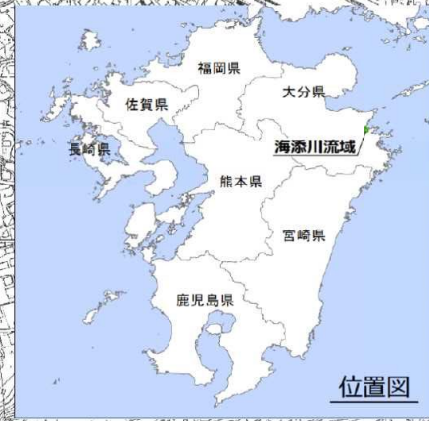 福岡県
大分県
佐賀県
長崎県
海添川流域
熊本県
宮崎県
鹿児島県
位置図